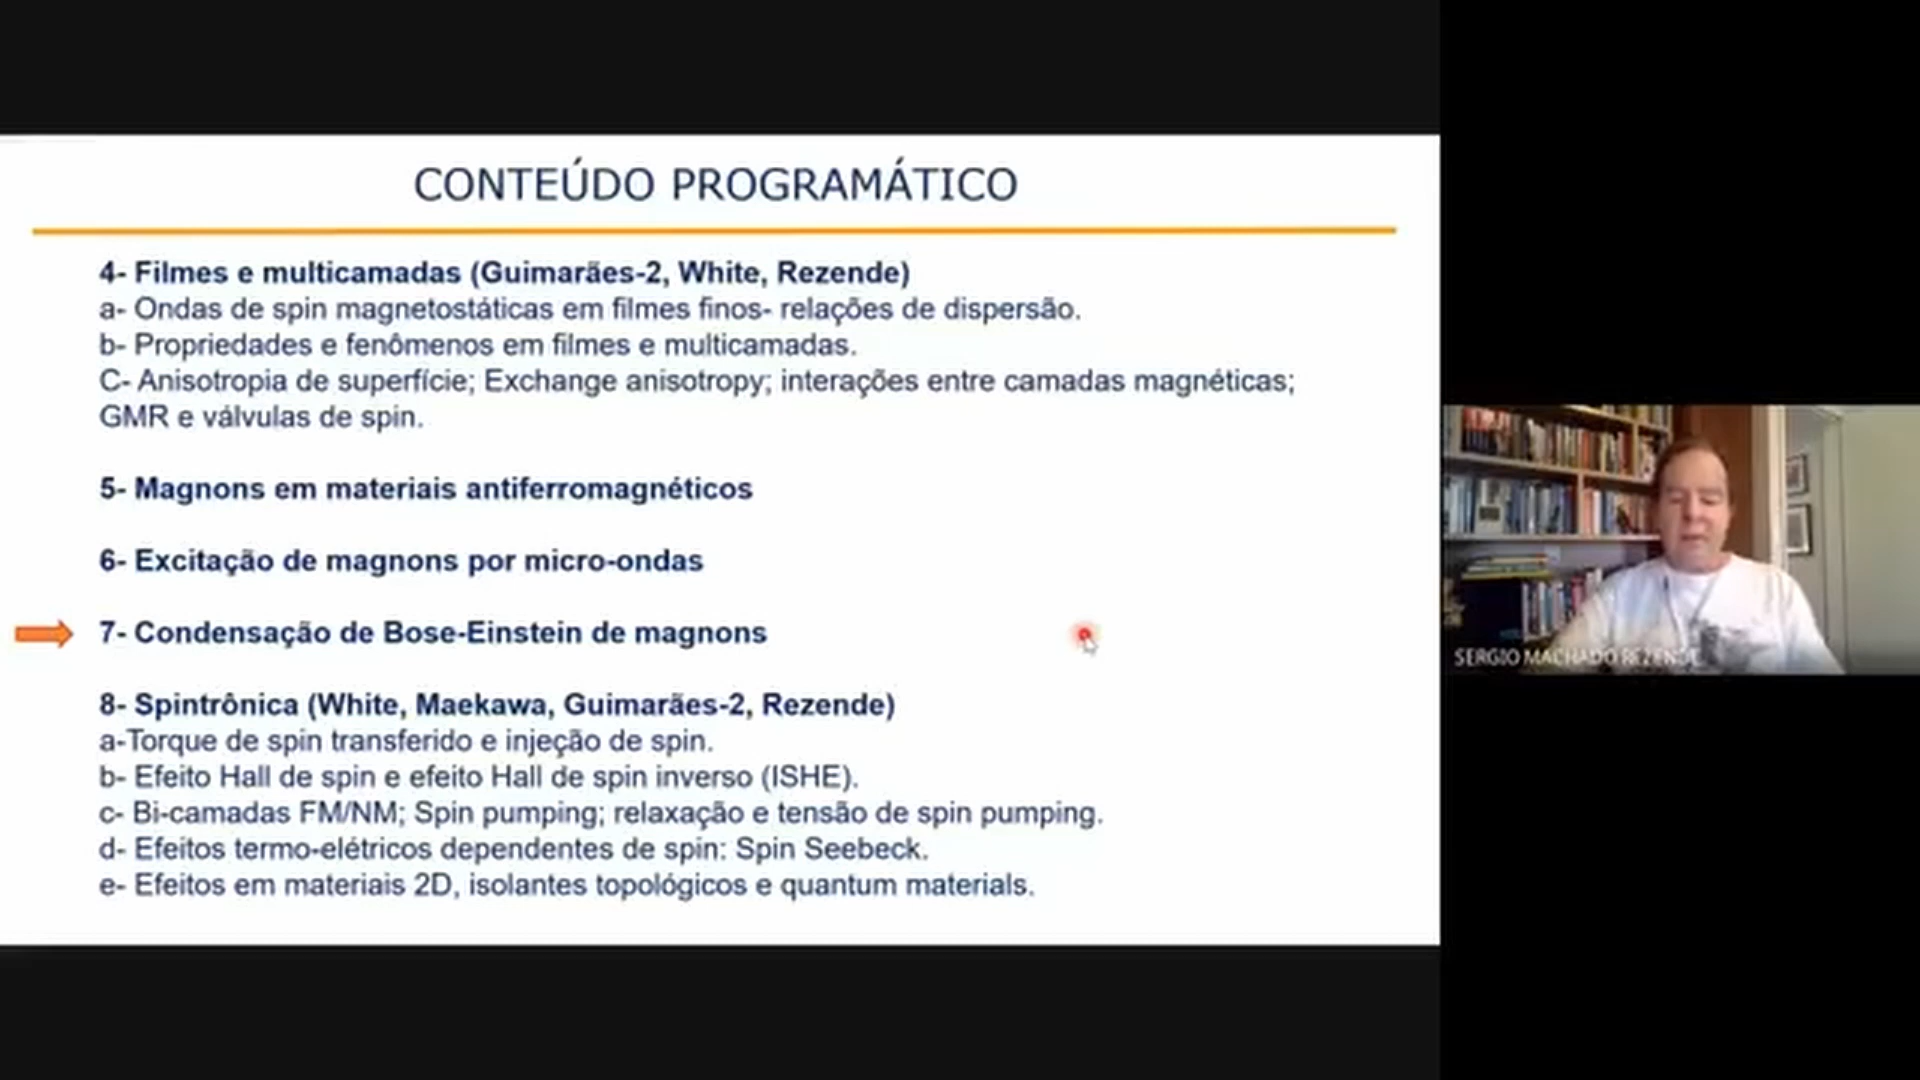 CONTEÚDO PROGRAMÁTICO
4- Filmes e multicamadas (Guimarães-2, White, Rezende)
a- Ondas de spin magnetostáticas em filmes finos- relações de dispersão.
b- Propriedades e fenômenos em filmes e multicamadas.
C- Anisotropia de superfície; Exchange anisotropy; interações entre camadas magnéticas;
GMR e válvulas de spin.
5- Magnons em materiais antiferromagnéticos
6- Excitação de magnons por micro-ondas
7- Condensação de Bose-Einstein de magnons
8- Spintrônica (White, Maekawa, Guimarães-2, Rezende)
a-Torque de spin transferido e injeção de spin.
b- Efeito Hall de spin e efeito Hall de spin inverso (ISHE).
c- Bi-camadas FM/NM; Spin pumping; relaxação e tensão de spin pumping.
d- Efeitos termo-elétricos dependentes de spin: Spin Seebeck.
e- Efeitos em materiais 2D, isolantes topológicos e quantum materials.
SERGIO MACHADO REZENDE